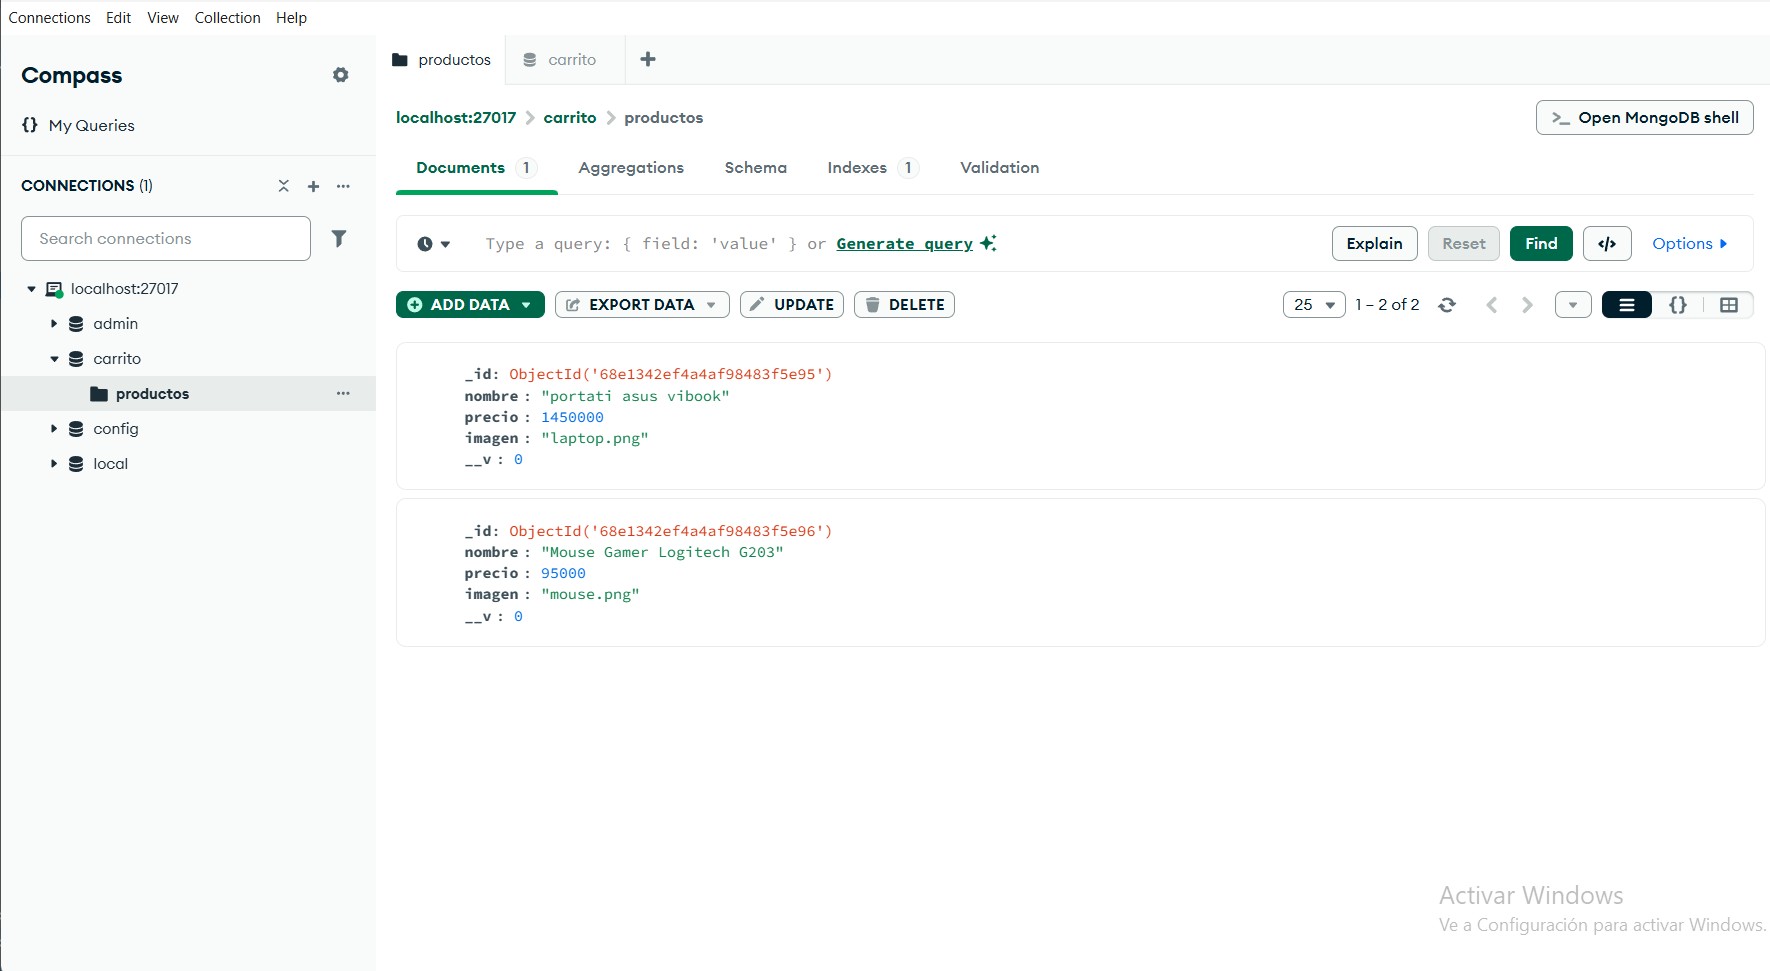 Connections Edit View Collection Help
Compass
productos carrito +
{} My Queries
localhost:27017 > carrito > productos
>_ Open MongoDB shell
Documents 1 Aggregations Schema Indexes 1 Validation
CONNECTIONS (1)
Search connections
Type a query: { field: 'value' } or Generate query
Explain Reset Find </> Options
localhost:27017
admin
carrito
productos
config
local
ADD DATA EXPORT DATA UPDATE DELETE
25 1 – 2 of 2 {}
_id: ObjectId('68e1342ef4a4af98483f5e95')
nombre : "portati asus vibook"
precio : 1450000
imagen : "laptop.png"
__v : 0
_id: ObjectId('68e1342ef4a4af98483f5e96')
nombre : "Mouse Gamer Logitech G203"
precio : 95000
imagen : "mouse.png"
__v : 0
Activar Windows
Ve a Configuración para activar Windows.